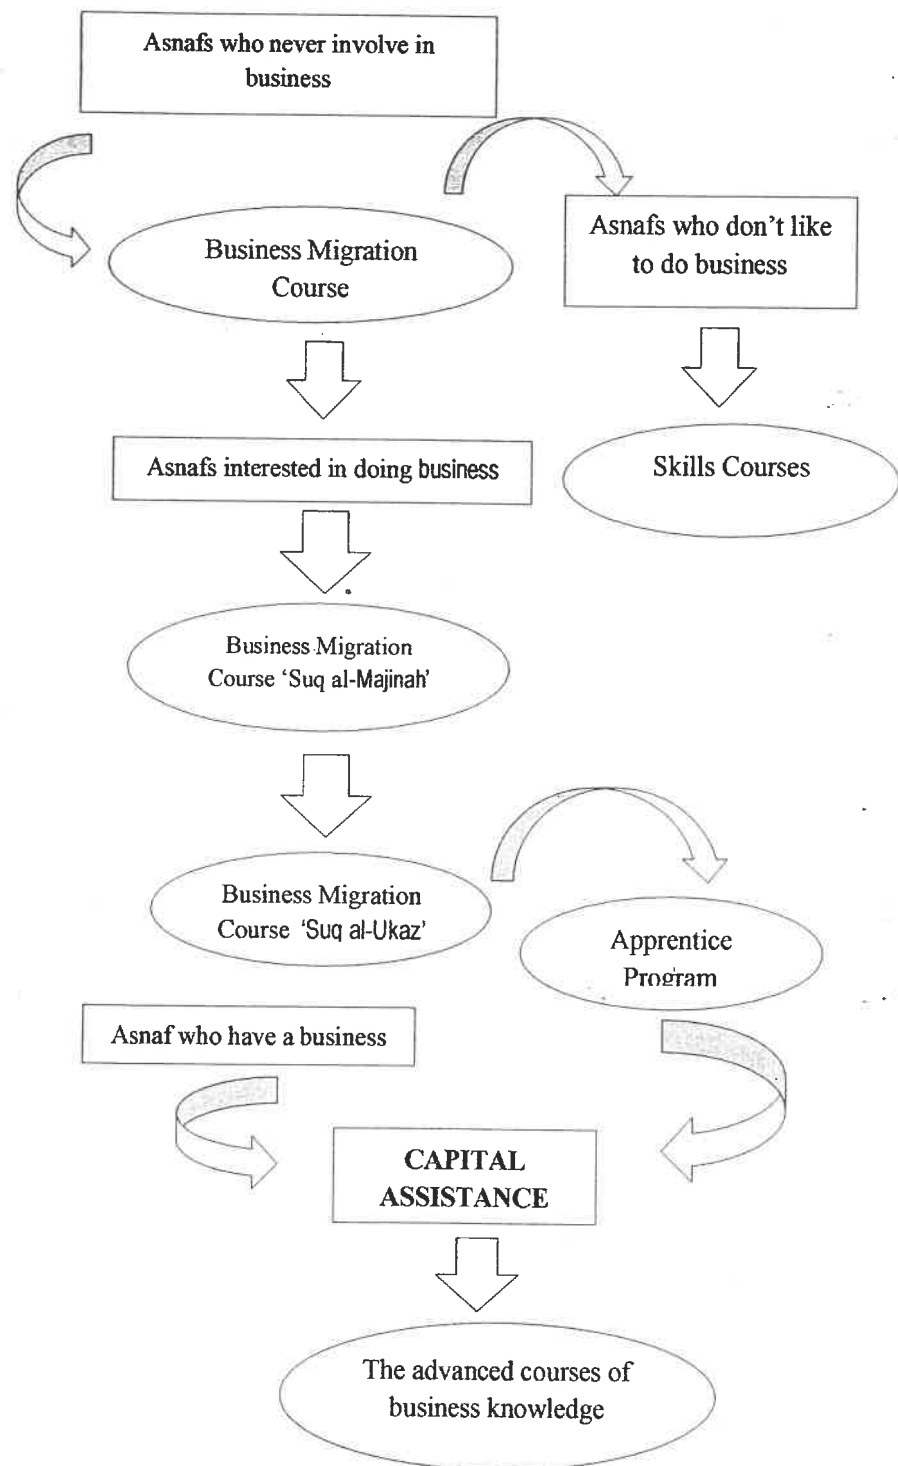 Asnafs who never involve in
business
Business Migration
Course
Asnafs who don't like
to do business
Asnafs interested in doing business
Skills Courses
Business Migration
Course ‘Suq al-Majinah’
Business Migration
Course ‘Suq al-Ukaz’
Apprentice
Program
Asnaf who have a business
CAPITAL
ASSISTANCE
The advanced courses of
business knowledge